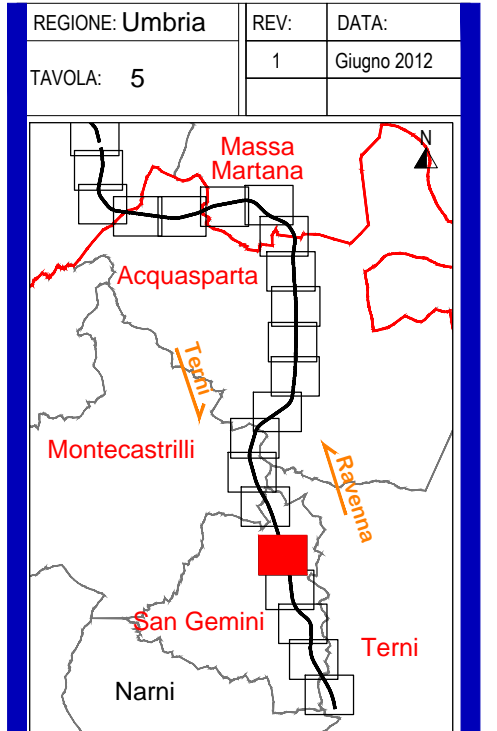 REGIONE: Umbria
REV:
DATA:
1
Giugno 2012
TAVOLA: 5
N
Massa
Martana
Acquasparta
Terni
Montecastrilli
Ravenna
San Gemini
Terni
Narni